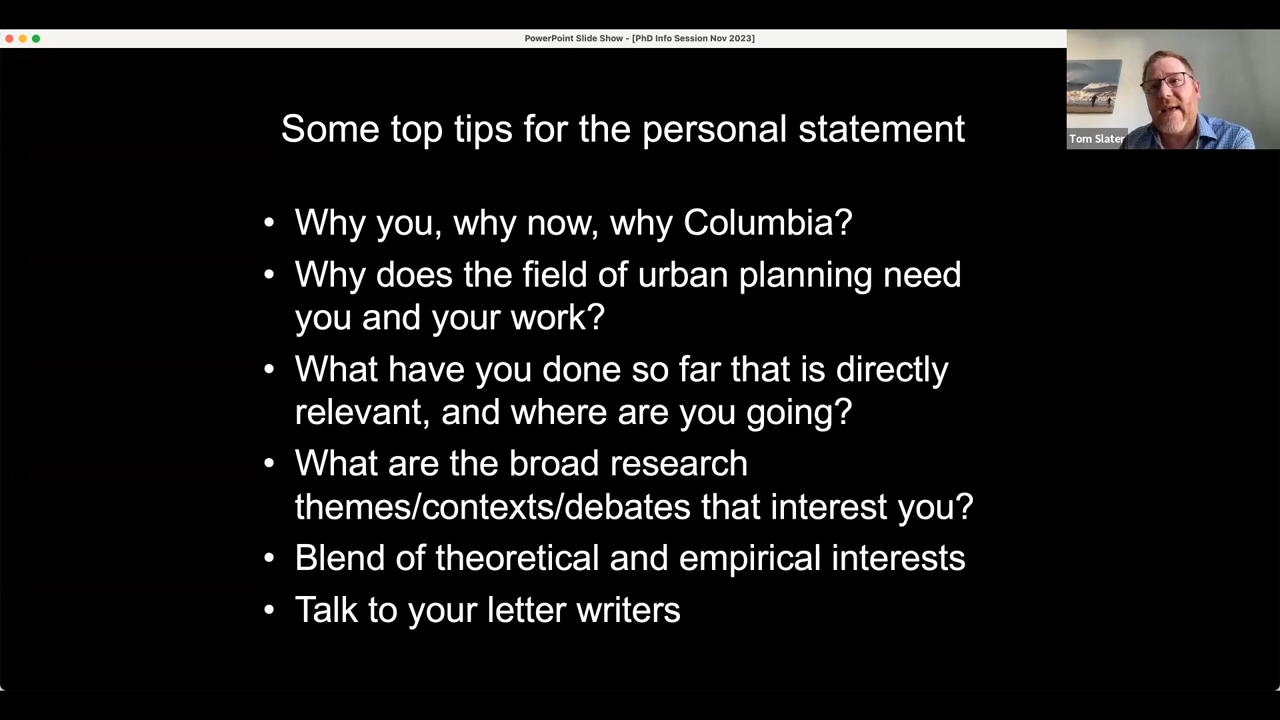 PowerPoint Slide Show - [PhD Info Session Nov 2023]
Tom Slater
Some top tips for the personal statement
• Why you, why now, why Columbia?
• Why does the field of urban planning need
you and your work?
• What have you done so far that is directly
relevant, and where are you going?
• What are the broad research
themes/contexts/debates that interest you?
• Blend of theoretical and empirical interests
• Talk to your letter writers